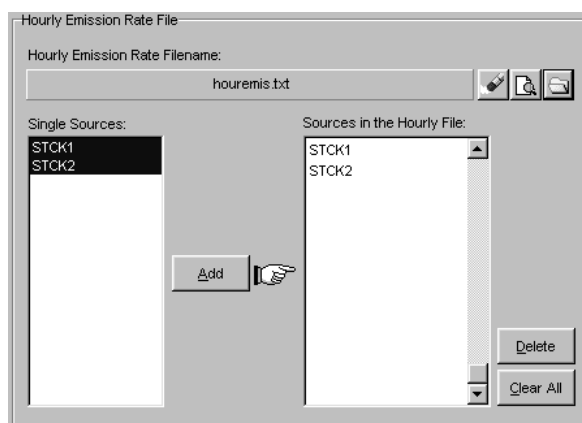 Hourly Emission Rate File
Hourly Emission Rate Filename:
houremis.txt
Single Sources:
STCK1
STCK2
Add
Sources in the Hourly File:
STCK1
STCK2
Delete
Clear All